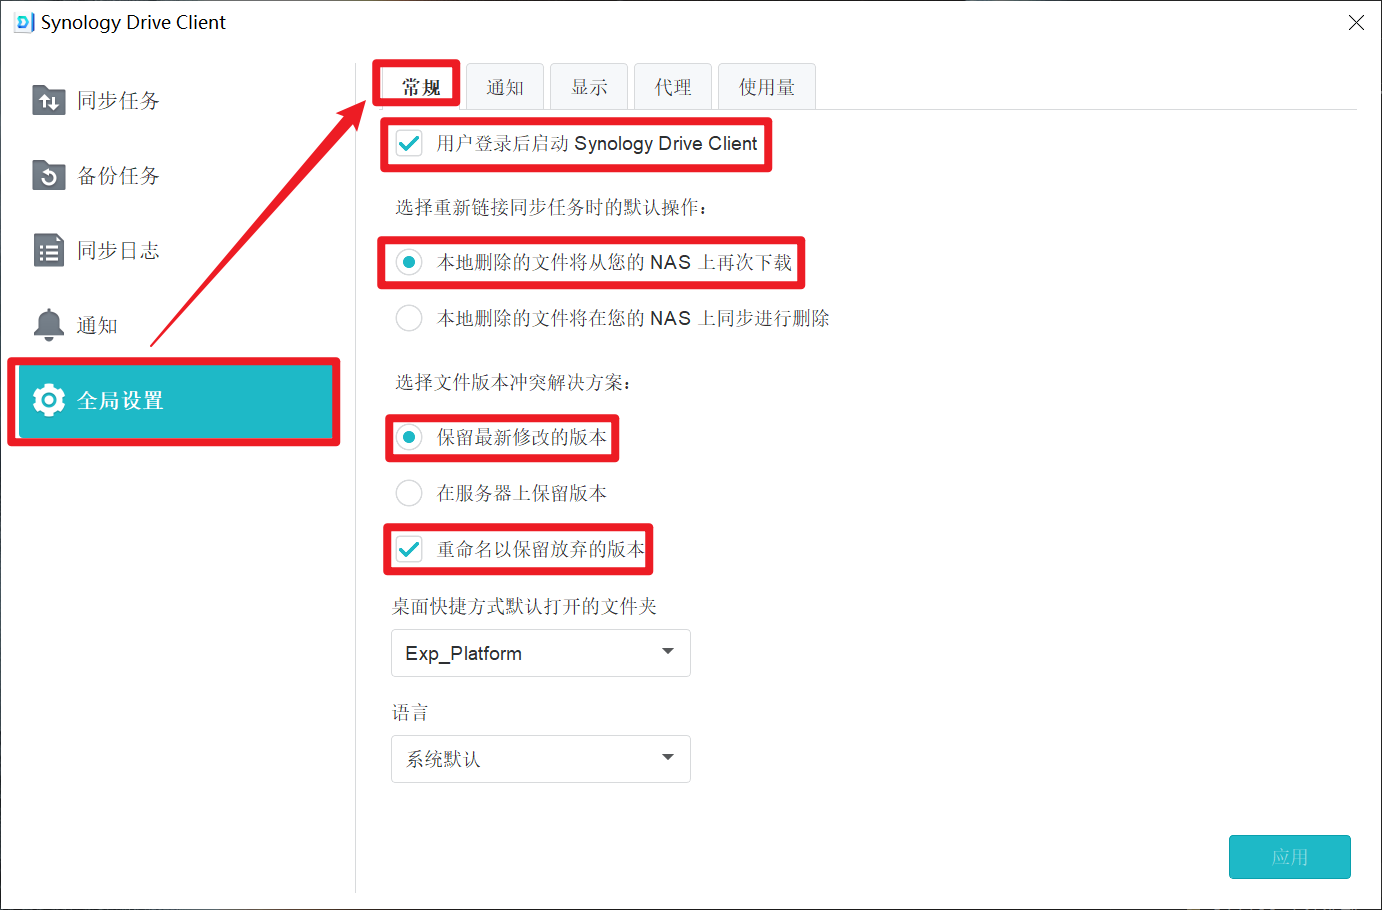 Synology Drive Client
同步任务
备份任务
同步日志
通知
全局设置
常规
通知
显示
代理
使用量
用户登录后启动 Synology Drive Client
选择重新链接同步任务时的默认操作：
本地删除的文件将从您的 NAS 上再次下载
本地删除的文件将在您的 NAS 上同步进行删除
选择文件版本冲突解决方案：
保留最新修改的版本
在服务器上保留版本
重命名以保留放弃的版本
桌面快捷方式默认打开的文件夹
Exp_Platform
语言
系统默认
应用